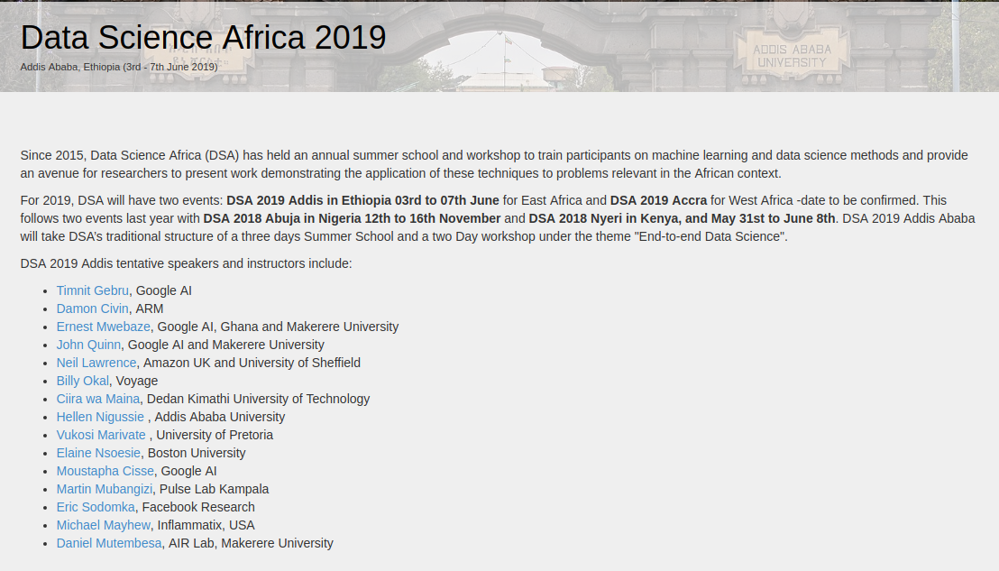 Data Science Africa 2019
Addis Ababa, Ethiopia (3rd - 7th June 2019)
ADDIS ABABA
UNIVERSITY
Since 2015, Data Science Africa (DSA) has held an annual summer school and workshop to train participants on machine learning and data science methods and provide
an avenue for researchers to present work demonstrating the application of these techniques to problems relevant in the African context.
For 2019, DSA will have two events: DSA 2019 Addis in Ethiopia 03rd to 07th June for East Africa and DSA 2019 Accra for West Africa -date to be confirmed. This
follows two events last year with DSA 2018 Abuja in Nigeria 12th to 16th November and DSA 2018 Nyeri in Kenya, and May 31st to June 8th. DSA 2019 Addis Ababa
will take DSA's traditional structure of a three days Summer School and a two Day workshop under the theme "End-to-end Data Science".
DSA 2019 Addis tentative speakers and instructors include:
• Timnit Gebru, Google AI
• Damon Civin, ARM
• Ernest Mwebaze, Google AI, Ghana and Makerere University
• John Quinn, Google AI and Makerere University
• Neil Lawrence, Amazon UK and University of Sheffield
• Billy Okal, Voyage
• Ciira wa Maina, Dedan Kimathi University of Technology
• Hellen Nigussie , Addis Ababa University
• Vukosi Marivate , University of Pretoria
• Elaine Nsoesie, Boston University
• Moustapha Cisse, Google AI
• Martin Mubangizi, Pulse Lab Kampala
• Eric Sodomka, Facebook Research
• Michael Mayhew, Inflammatix, USA
• Daniel Mutembesa, AIR Lab, Makerere University